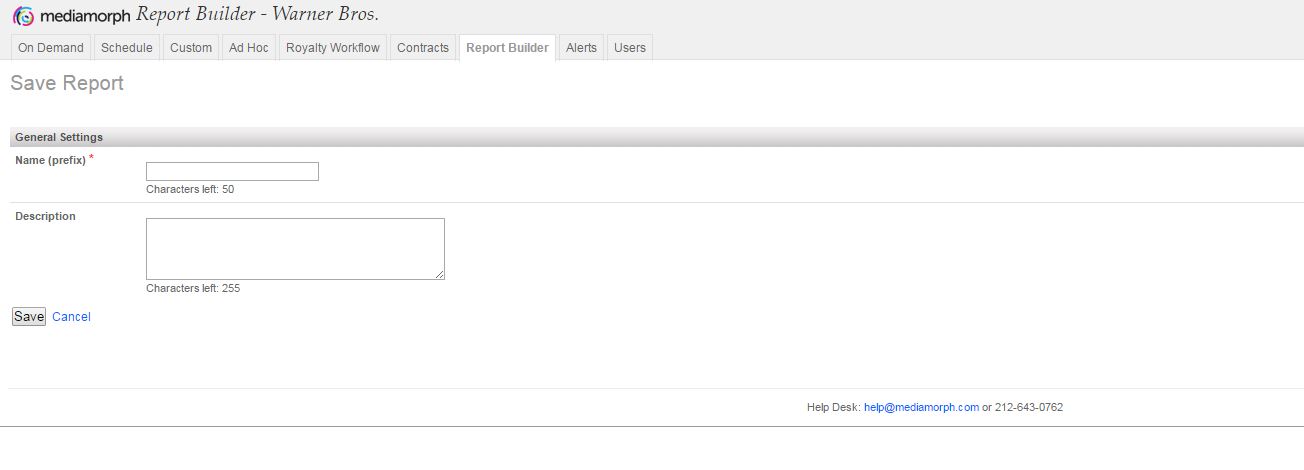 mediamorph Report Builder - Warner Bros.
On Demand Schedule Custom Ad Hoc Royalty Workflow Contracts Report Builder Alerts Users
Save Report
General Settings
Name (prefix) *
Characters left: 50
Description
Characters left: 255
Save Cancel
Help Desk: help@mediamorph.com or 212-643-0762